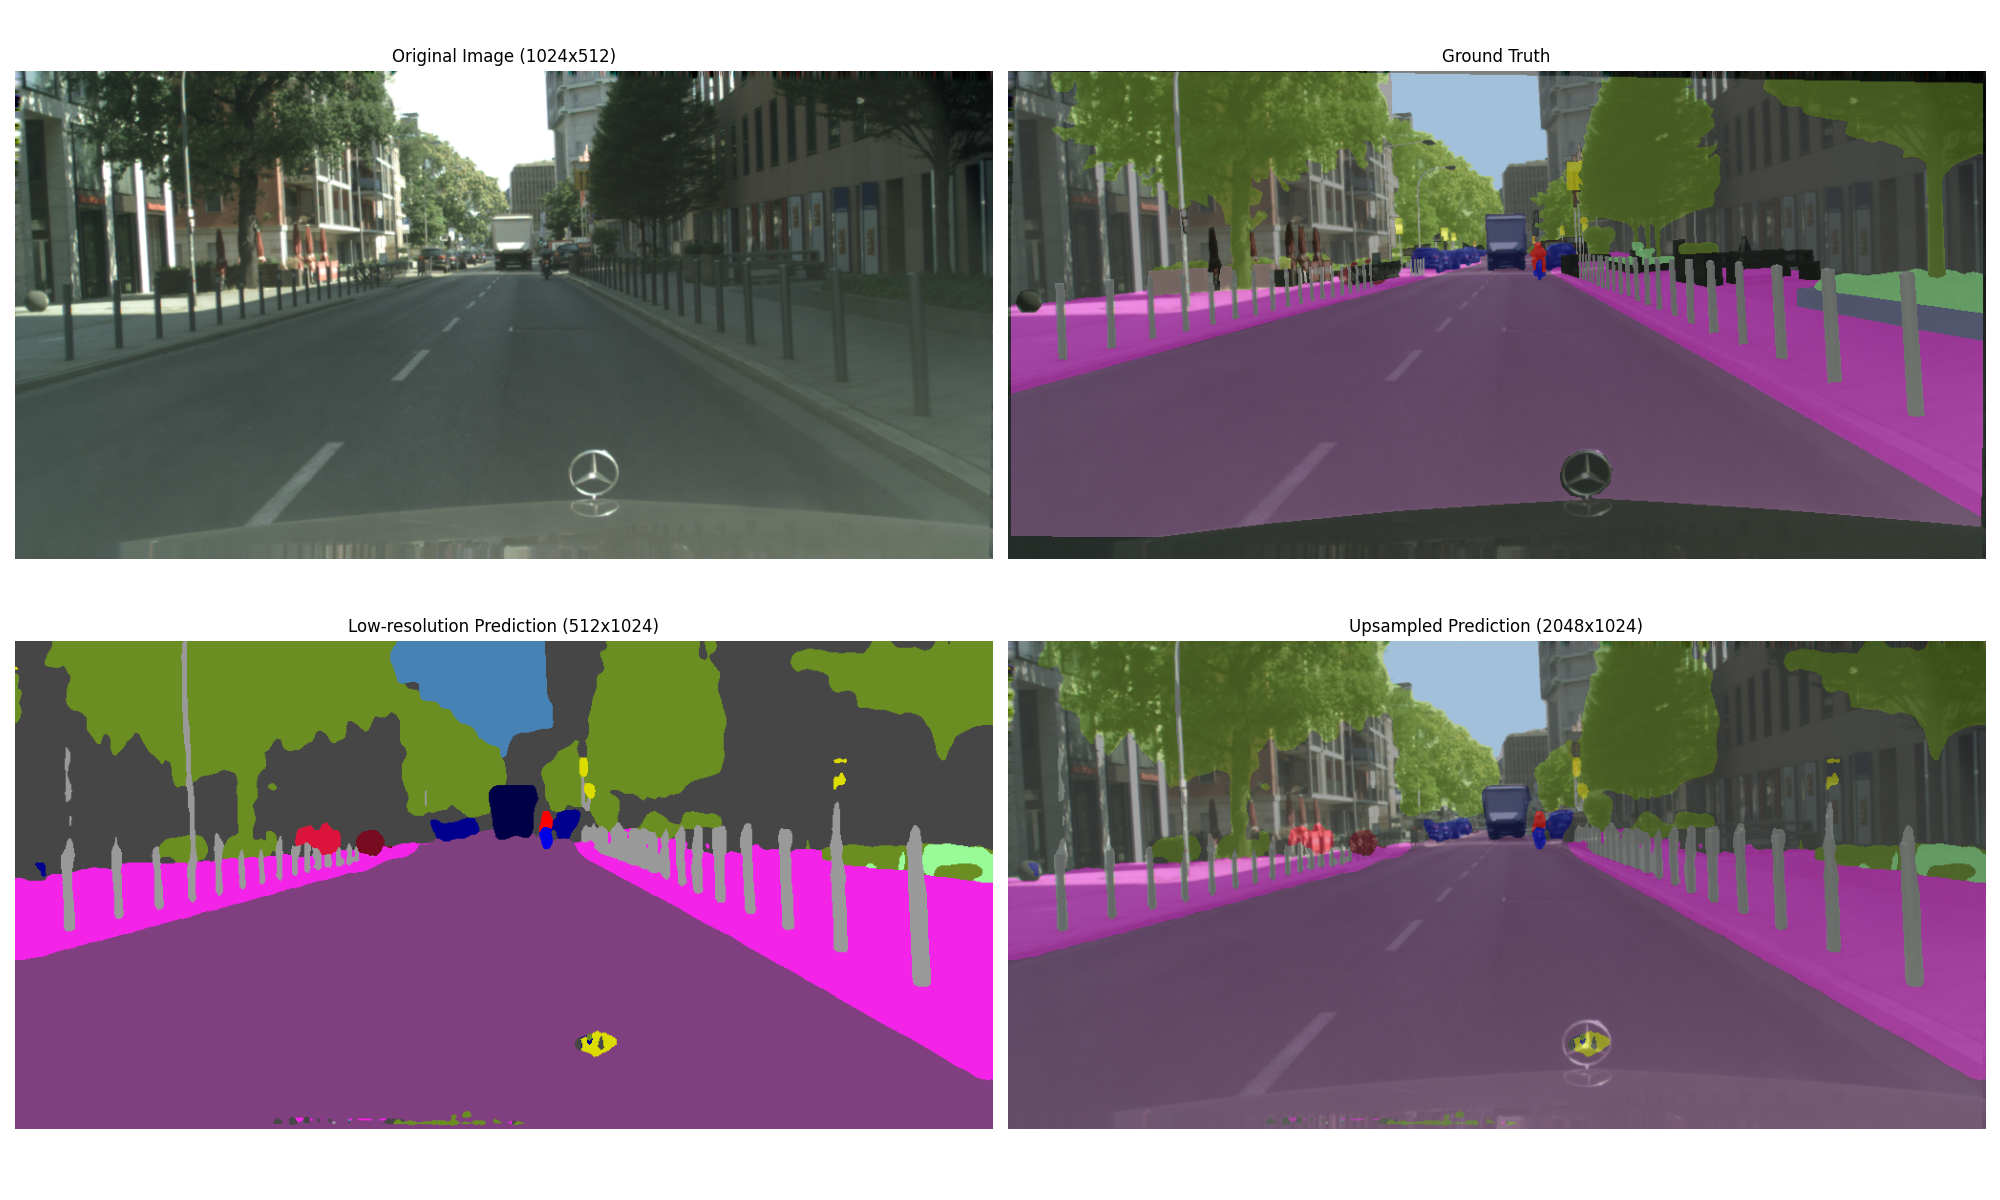 Original Image (1024x512)
Ground Truth
Low-resolution Prediction (512x1024)
Upsampled Prediction (2048x1024)